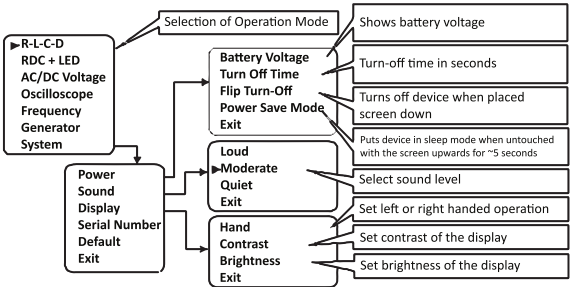 Selection of Operation Mode
R-L-C-D
RDC + LED
AC/DC Voltage
Oscilloscope
Frequency
Generator
System
Power
Sound
Display
Serial Number
Default
Exit
Battery Voltage
Turn Off Time
Flip Turn-Off
Power Save Mode
Exit
Loud
Moderate
Quiet
Exit
Hand
Contrast
Brightness
Exit
Shows battery voltage
Turn-off time in seconds
Turns off device when placed
screen down
Puts device in sleep mode when untouched
with the screen upwards for ~5 seconds
Select sound level
Set left or right handed operation
Set contrast of the display
Set brightness of the display